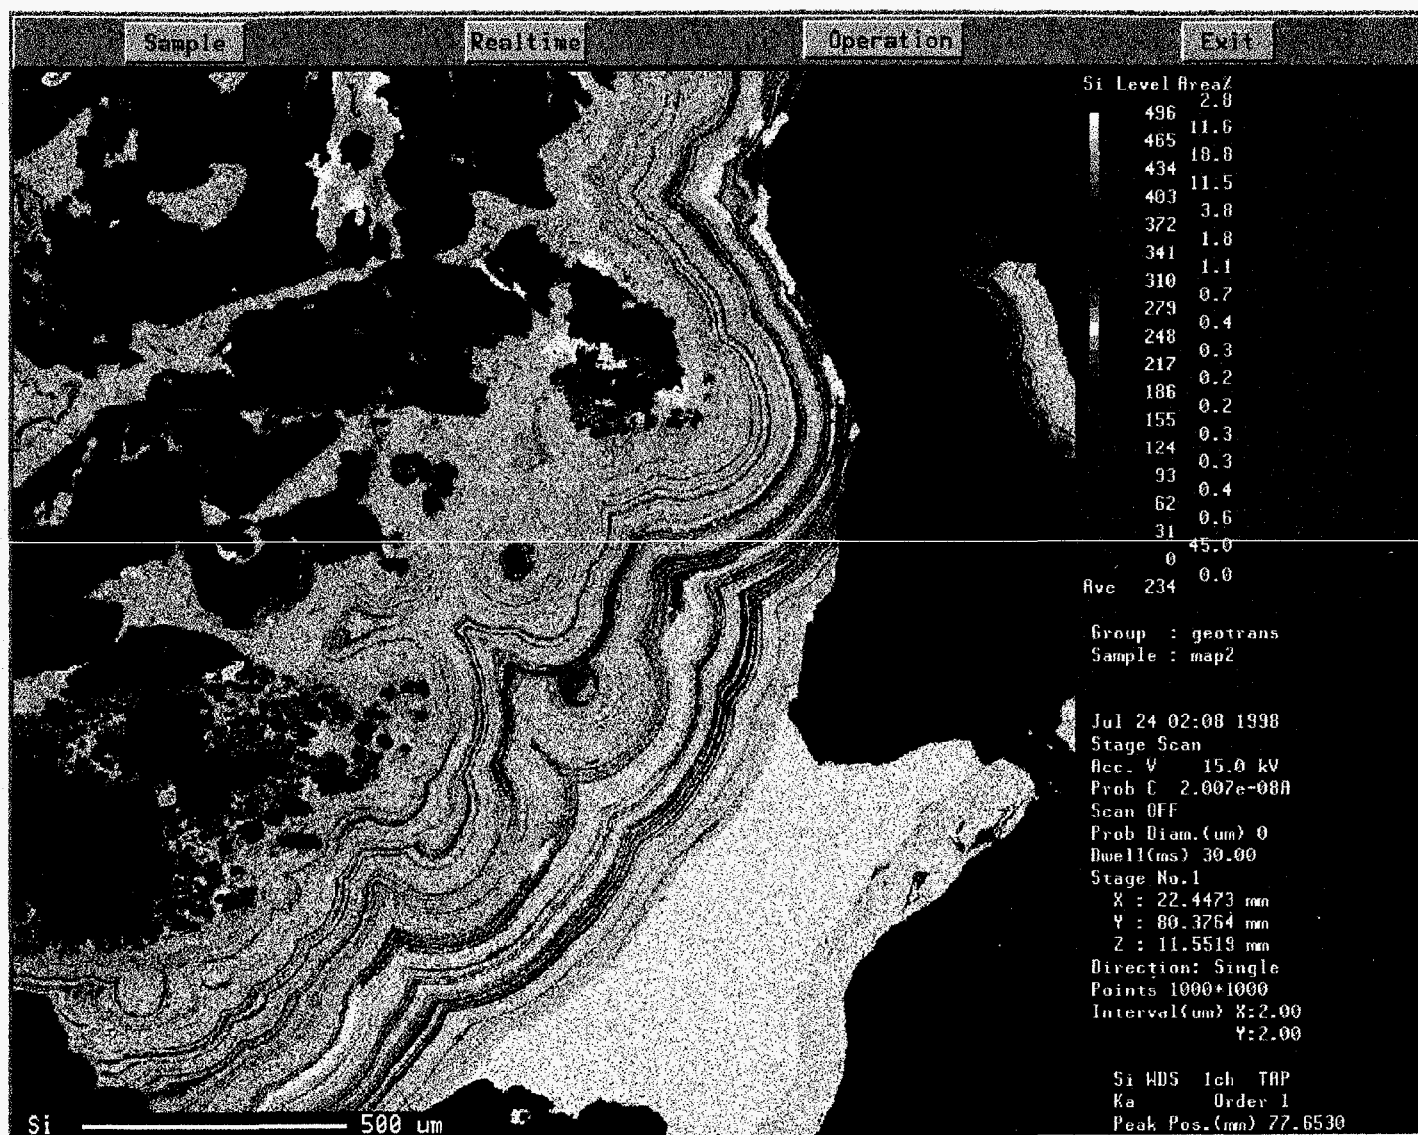 Sample Realtime Operation Exit
Si Level Area%
2.8
496
11.6
465
18.8
434
11.5
403
3.8
372
1.8
341
1.1
310
0.7
279
0.4
248
0.3
217
0.2
186
0.2
155
0.3
124
0.3
93
0.4
62
0.6
31
45.0
0
0.0
Ave 234
Group : geotrans
Sample : map2
Jul 24 02:08 1998
Stage Scan
Acc. V 15.0 kV
Prob C 2.007e-08A
Scan OFF
Prob Diam.(um) 0
Dwell(ms) 30.00
Stage No.1
X : 22.4473 mm
Y : 80.3764 mm
Z : 11.5519 mm
Direction: Single
Points 1000*1000
Interval(um) X:2.00
Y:2.00
Si WDS 1ch TAP
Ka Order 1
Peak Pos.(mm) 77.6530
Si 500 um